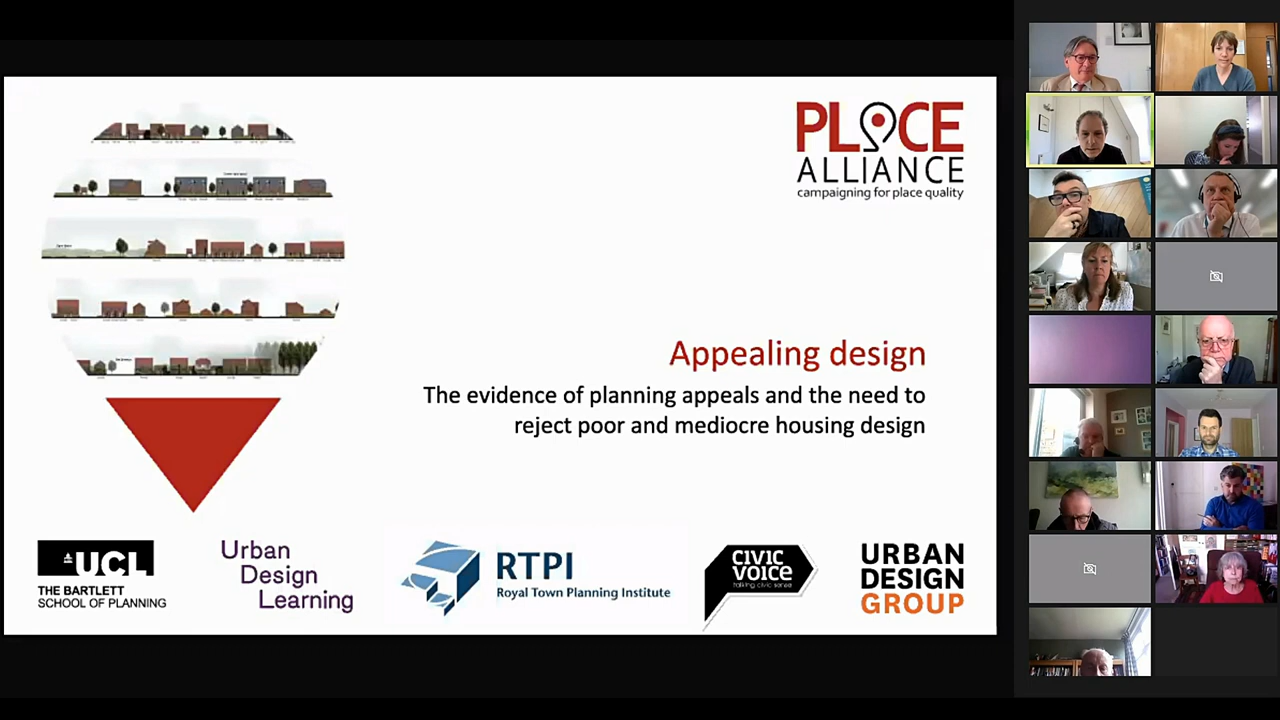 PLACE
ALLIANCE
campaigning for place quality
Appealing design
The evidence of planning appeals and the need to
reject poor and mediocre housing design
UCL
THE BARTLETT
SCHOOL OF PLANNING
Urban
Design
Learning
RTPI
Royal Town Planning Institute
civic
voice
talking civic sense
URBAN
DESIGN
GROUP